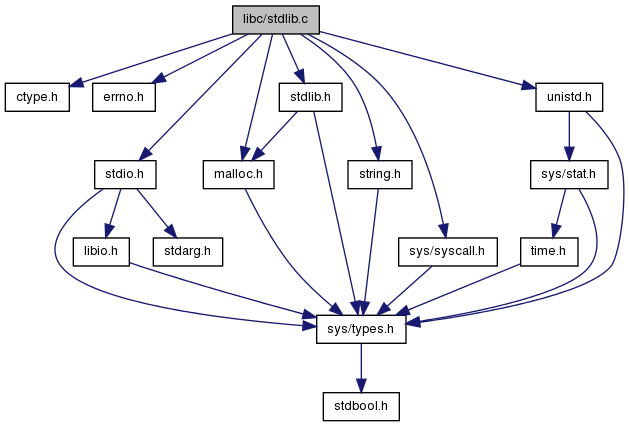 libc/stdlib.c
ctype.h
errno.h
stdlib.h
unistd.h
stdio.h
malloc.h
string.h
sys/stat.h
libio.h
stdarg.h
sys/syscall.h
time.h
sys/types.h
stdbool.h